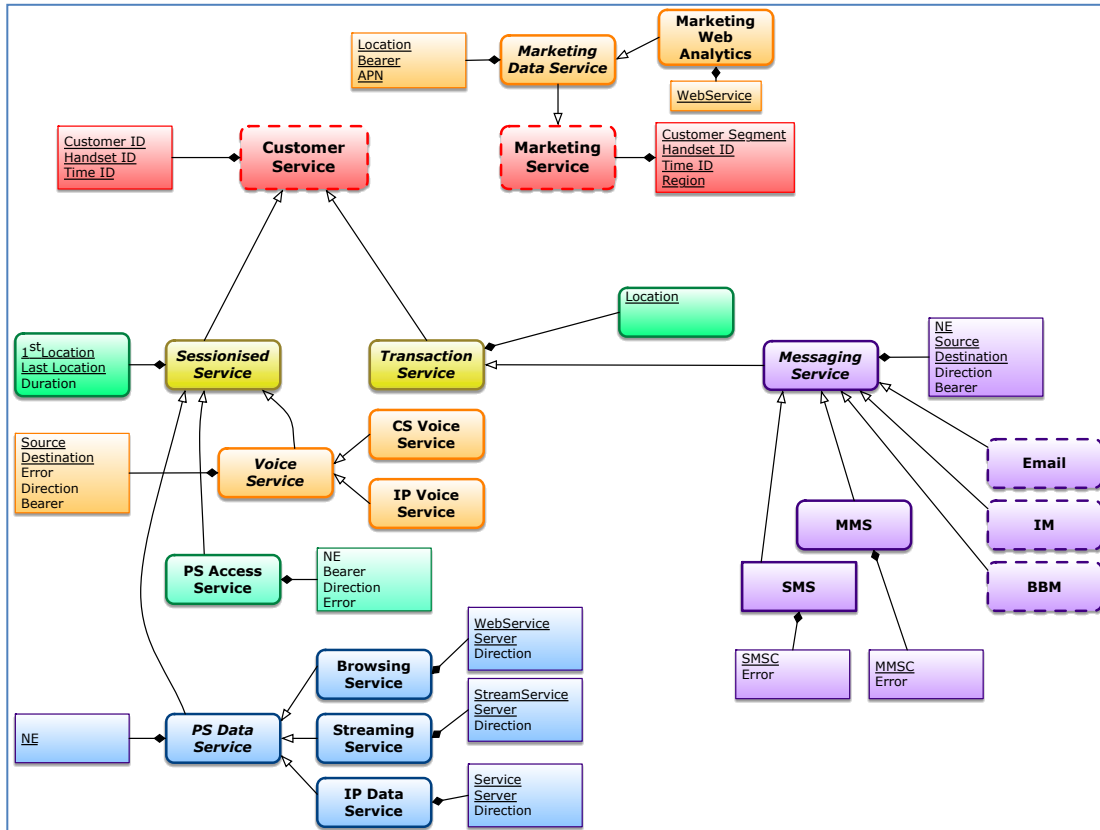 Marketing
Web
Analytics
Location
Bearer
APN
Marketing
Data Service
WebService
Customer ID
Handset ID
Time ID
Customer
Service
Marketing
Service
Customer Segment
Handset ID
Time ID
Region
Location
1st Location
Last Location
Duration
Sessionised
Service
Transaction
Service
Messaging
Service
NE
Source
Destination
Direction
Bearer
Source
Destination
Error
Direction
Bearer
Voice
Service
CS Voice
Service
IP Voice
Service
Email
MMS
IM
PS Access
Service
NE
Bearer
Direction
Error
SMS
BBM
WebService
Server
Direction
Browsing
Service
SMSC
Error
MMSC
Error
StreamService
Server
Direction
NE
PS Data
Service
Streaming
Service
IP Data
Service
Service
Server
Direction